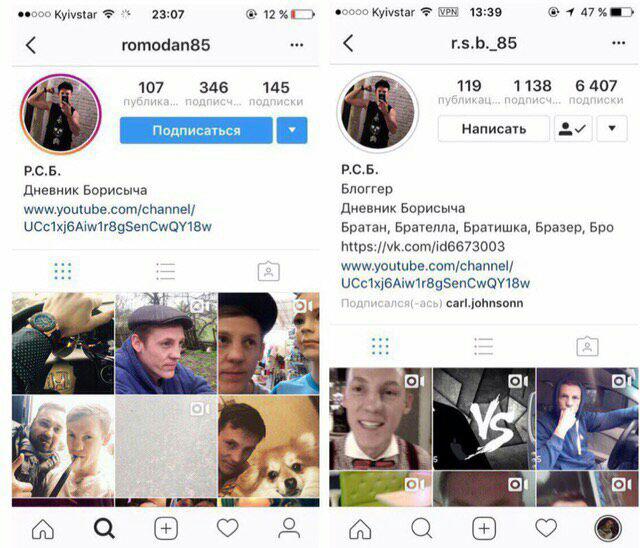 Kyivstar 23:07 12 %
romodan85
107 346 145
публика... подписч... подписки
Подписаться
Р.С.Б.
Дневник Борисыча
www.youtube.com/channel/
UCc1xj6Aiw1r8gSenCwQY18w
Kyivstar VPN 13:39 47 %
r.s.b._85
119 1 138 6 407
публикац... подписч... подписки
Написать
Р.С.Б.
Блоггер
Дневник Борисыча
Братан, Брателла, Братишка, Бразер, Бро
https://vk.com/id6673003
www.youtube.com/channel/
UCc1xj6Aiw1r8gSenCwQY18w
Подписался(-ась) carl.johnsonn
VS